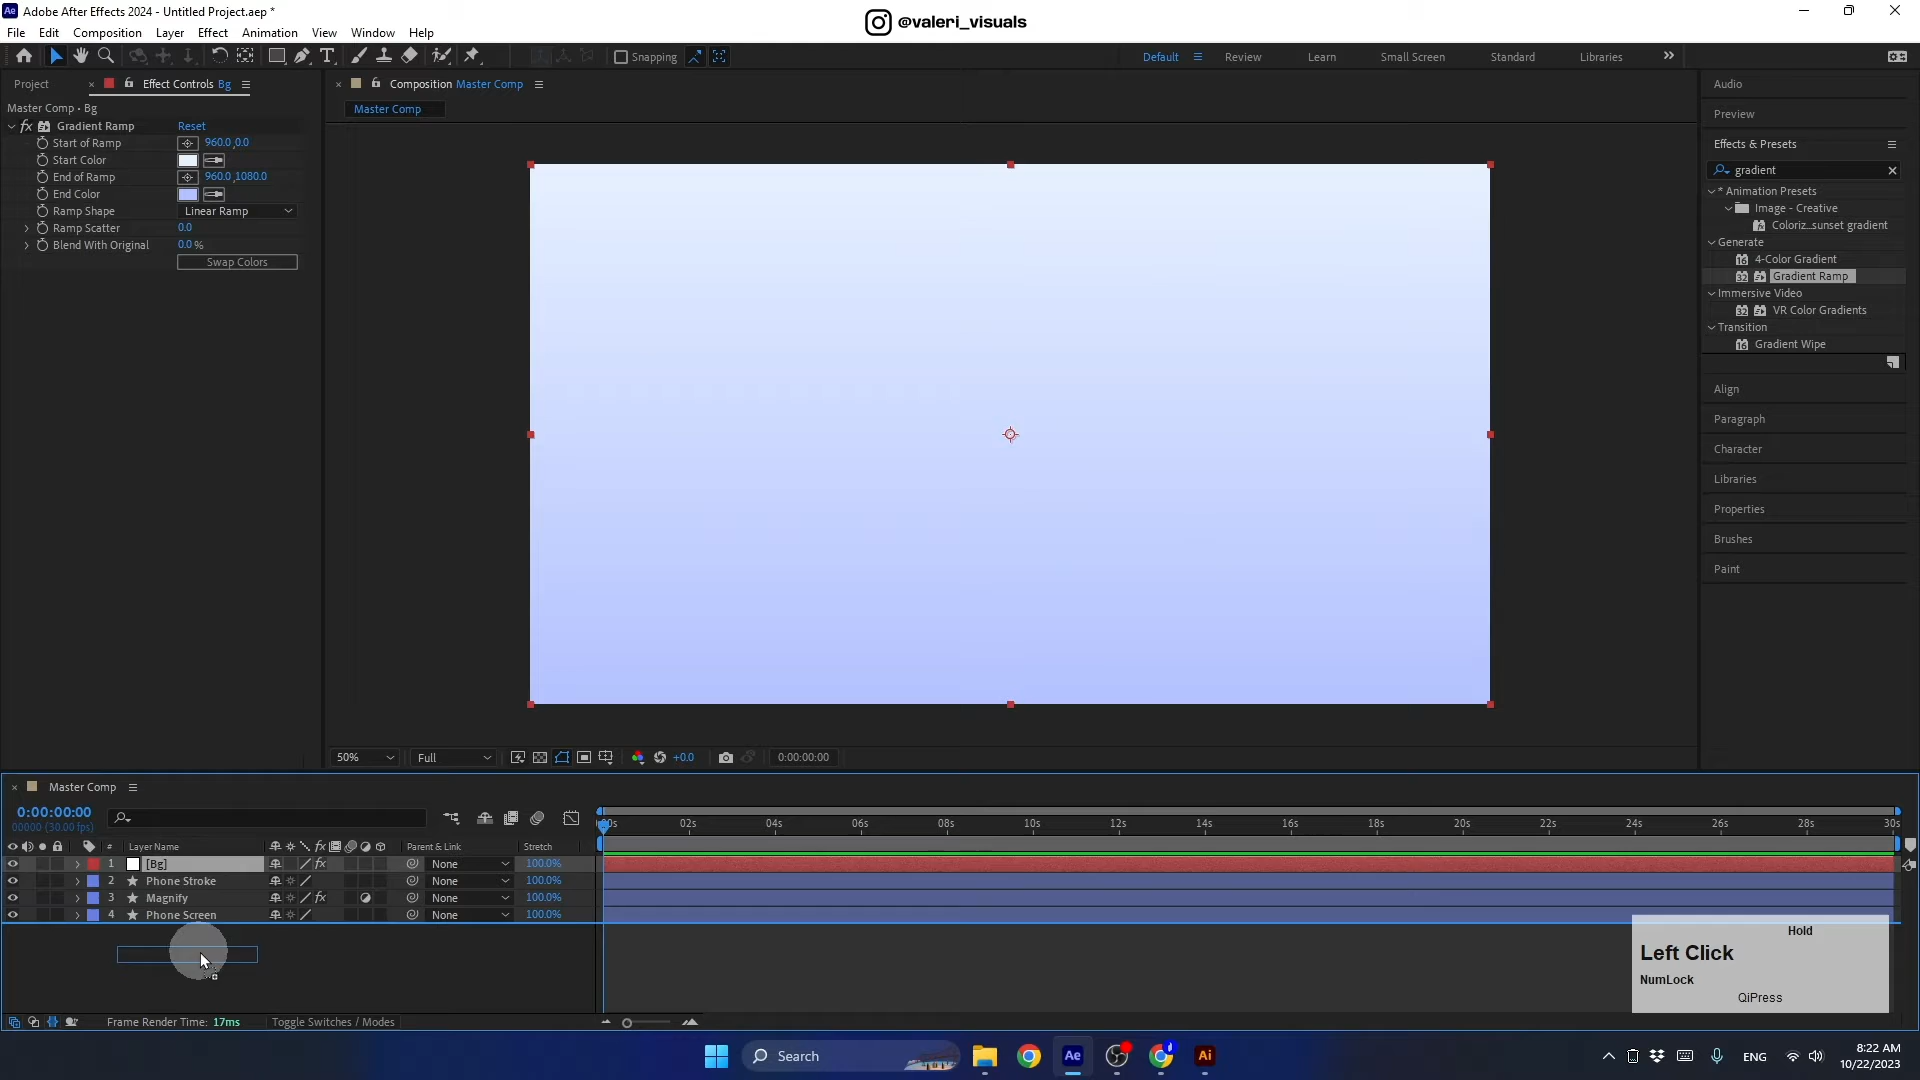 Adobe After Effects 2024 - Untitled Project.aep *
@valeri_visuals
File Edit Composition Layer Effect Animation View Window Help
Snapping
Default Review Learn Small Screen Standard Libraries
Project Effect Controls Bg
Composition Master Comp
Audio
Master Comp • Bg
Master Comp
Preview
fx Gradient Ramp Reset
Start of Ramp 960.0,0.0
Start Color
End of Ramp 960.0,1080.0
End Color
Ramp Shape Linear Ramp
Ramp Scatter 0.0
Blend With Original 0.0 %
Swap Colors
Effects & Presets
gradient
* Animation Presets
Image - Creative
Coloriz...sunset gradient
Generate
4-Color Gradient
Gradient Ramp
Immersive Video
VR Color Gradients
Transition
Gradient Wipe
Align
Paragraph
Character
Libraries
Properties
Brushes
Paint
50% Full +0.0 0:00:00:00
Master Comp
0:00:00:00
00000 (30.00 fps)
02s 04s 06s 08s 10s 12s 14s 16s 18s 20s 22s 24s 26s 28s 30s
# Layer Name Parent & Link Stretch
1 [Bg] None 100.0%
2 Phone Stroke None 100.0%
3 Magnify None 100.0%
4 Phone Screen None 100.0%
Hold
Left Click
NumLock
QiPress
Frame Render Time: 17ms Toggle Switches / Modes
Search
Ae
Ai
ENG
8:22 AM
10/22/2023